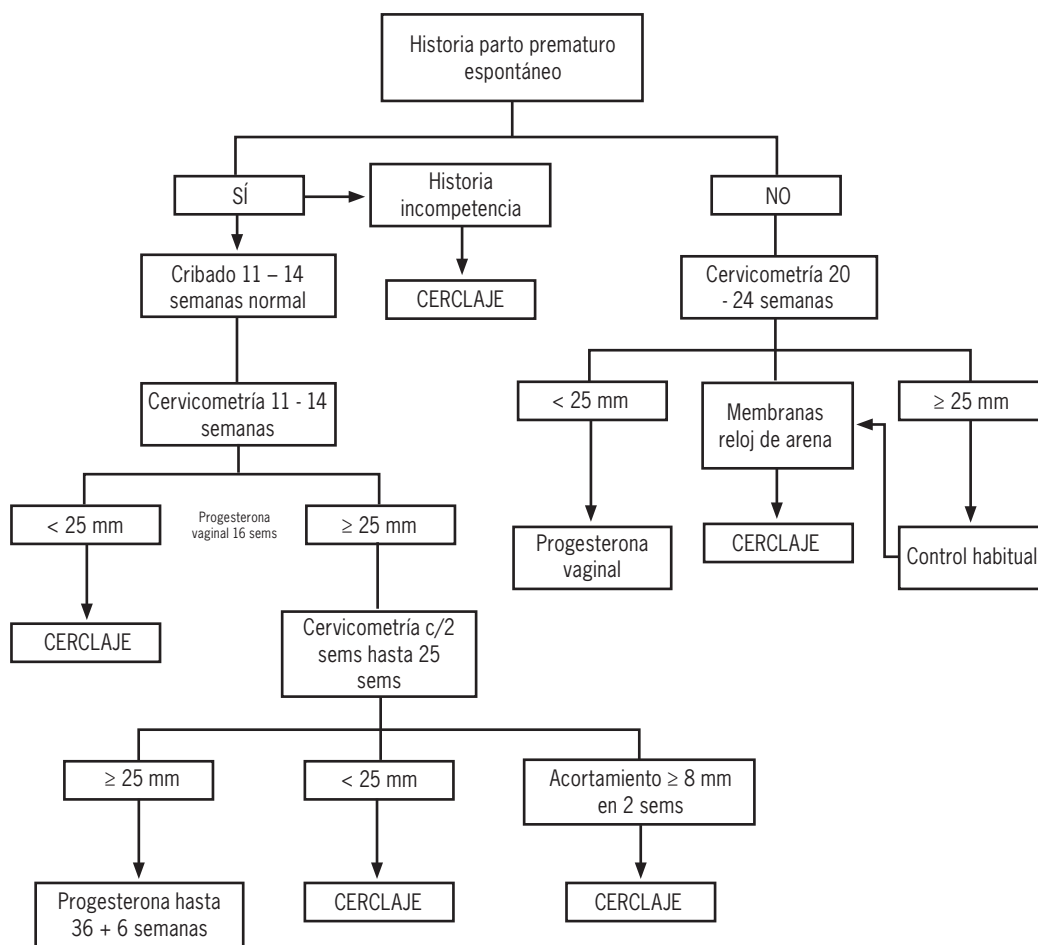 Historia parto prematuro
espontáneo
SÍ
Historia
incompetencia
NO
Cribado 11 – 14
semanas normal
CERCLAJE
Cervicometría 20
- 24 semanas
Cervicometría 11 - 14
semanas
< 25 mm
Membranas
reloj de arena
≥ 25 mm
< 25 mm
Progesterona
vaginal 16 sems
≥ 25 mm
Progesterona
vaginal
CERCLAJE
Control habitual
CERCLAJE
Cervicometría c/2
sems hasta 25
sems
≥ 25 mm
< 25 mm
Acortamiento ≥ 8 mm
en 2 sems
Progesterona hasta
36 + 6 semanas
CERCLAJE
CERCLAJE